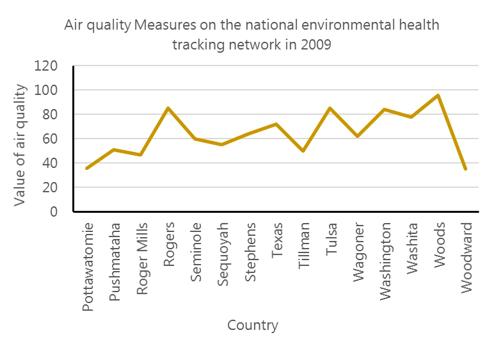 Air quality Measures on the national environmental health
tracking network in 2009
Value of air quality
120
100
80
60
40
20
0
Pottawatomie
Pushmataha
Roger Mills
Rogers
Seminole
Sequoyah
Stephens
Texas
Tillman
Tulsa
Wagoner
Washington
Washita
Woods
Woodward
Country